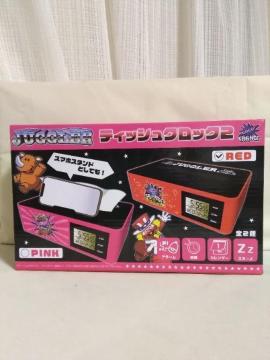 JUGGLER ティッシュクロック2
スマホスタンド
としても!
RED
JUGGLER
PINK
全2種
アラーム
時計
カレンダー
Zz
スヌーズ